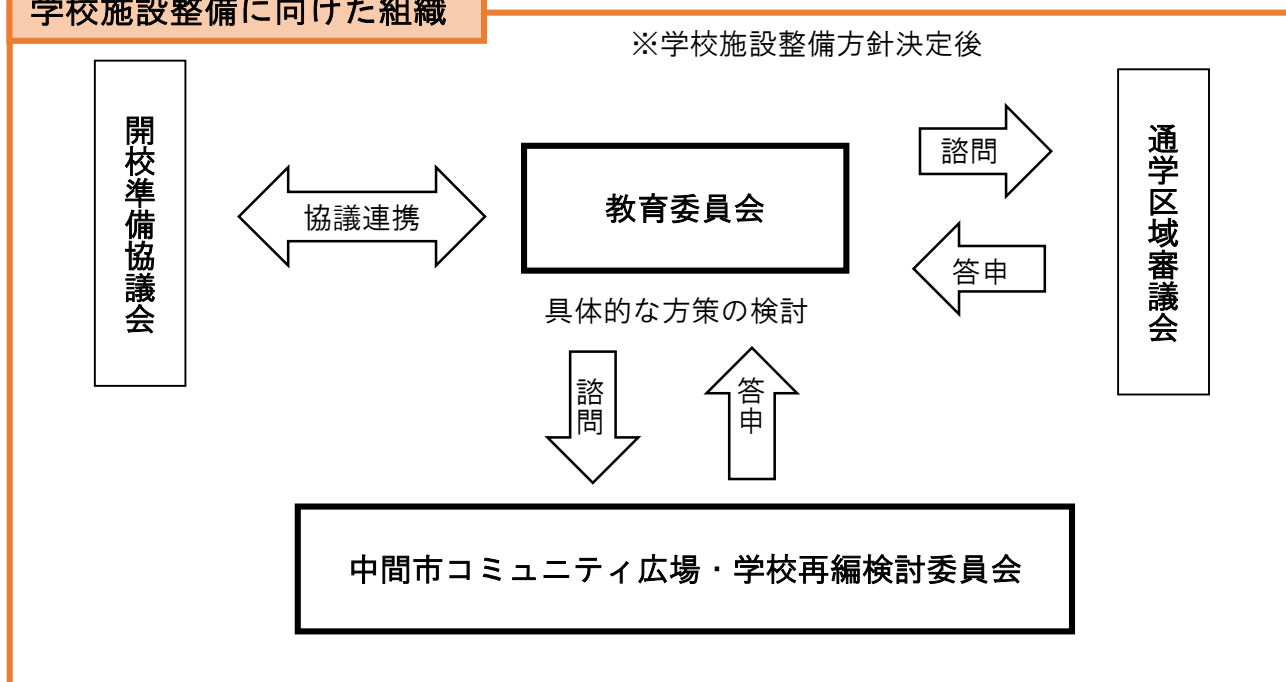 学校施設整備に向けた組織
※学校施設整備方針決定後
開校準備協議会
協議連携
教育委員会
諮問
答申
通学区域審議会
具体的な方策の検討
諮問
答申
中間市コミュニティ広場・学校再編検討委員会